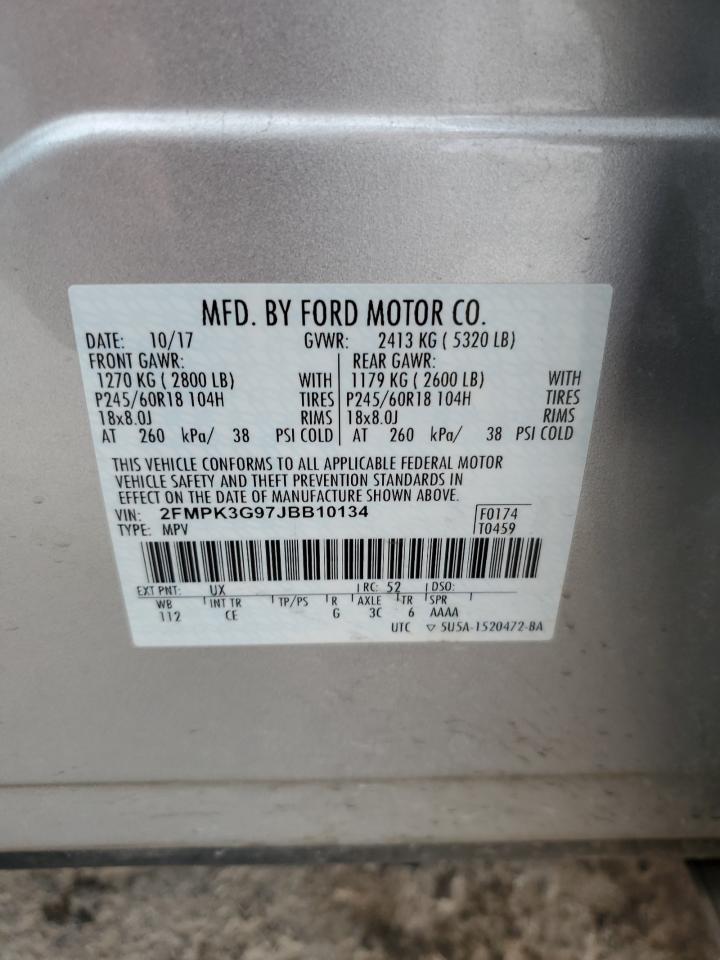 MFD. BY FORD MOTOR CO.
DATE: 10/17 GVWR: 2413 KG ( 5320 LB)
FRONT GAWR: REAR GAWR:
1270 KG ( 2800 LB) WITH 1179 KG ( 2600 LB) WITH
P245/60R18 104H TIRES P245/60R18 104H TIRES
18x8.0J RIMS 18x8.0J RIMS
AT 260 kPa/ 38 PSI COLD AT 260 kPa/ 38 PSI COLD
THIS VEHICLE CONFORMS TO ALL APPLICABLE FEDERAL MOTOR
VEHICLE SAFETY AND THEFT PREVENTION STANDARDS IN
EFFECT ON THE DATE OF MANUFACTURE SHOWN ABOVE.
VIN: 2FMPK3G97JBB10134 F0174
TYPE: MPV T0459
EXT PNT: UX RC: 52 DSO:
WB INT TR TP/PS R AXLE TR SPR
112 CE G 3C 6 AAAA
UTC ▽ 5U5A-1520472-BA